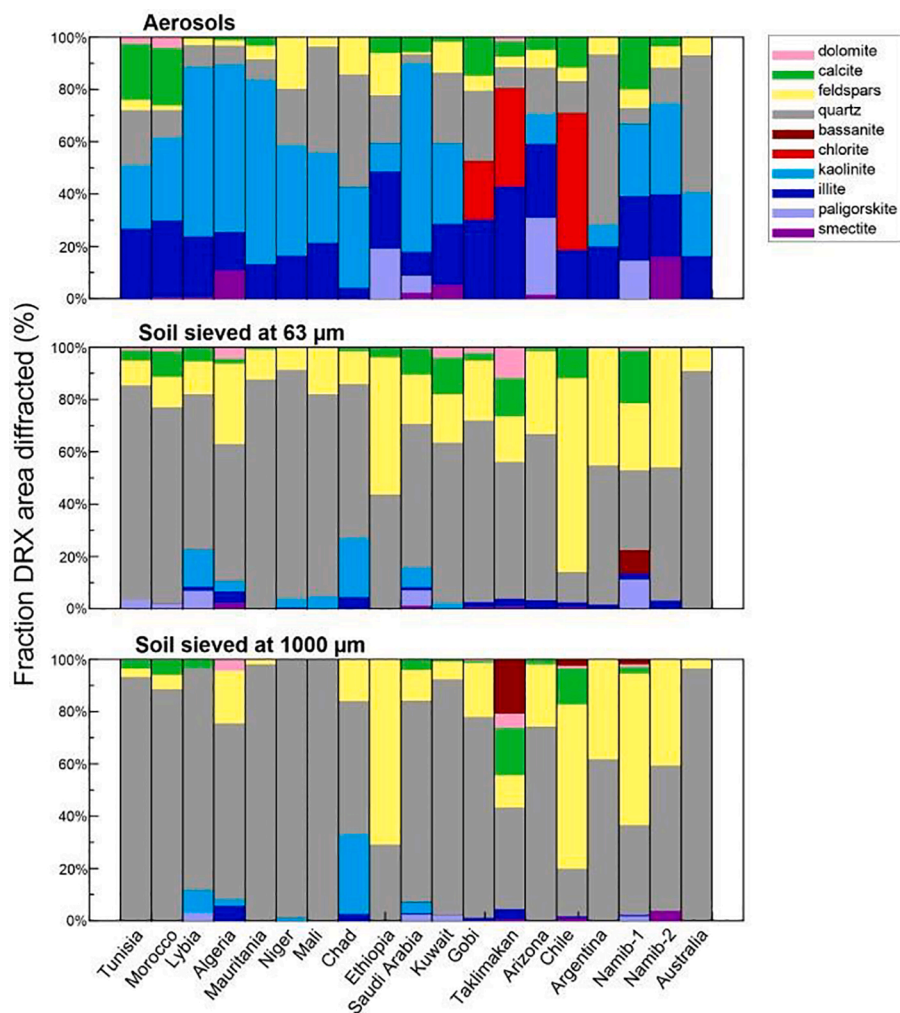 Aerosols
100%
80%
60%
40%
20%
0%
dolomite
calcite
feldspars
quartz
bassanite
chlorite
kaolinite
illite
paligorskite
smectite
Soil sieved at 63 µm
100%
80%
60%
40%
20%
0%
Soil sieved at 1000 µm
100%
80%
60%
40%
20%
0%
Fraction DRX area diffracted (%)
Tunisia
Morocco
Lybia
Algeria
Mauritania
Niger
Mali
Chad
Ethiopia
Saudi Arabia
Kuwait
Gobi
Taklimakan
Arizona
Chile
Argentina
Namib-1
Namib-2
Australia